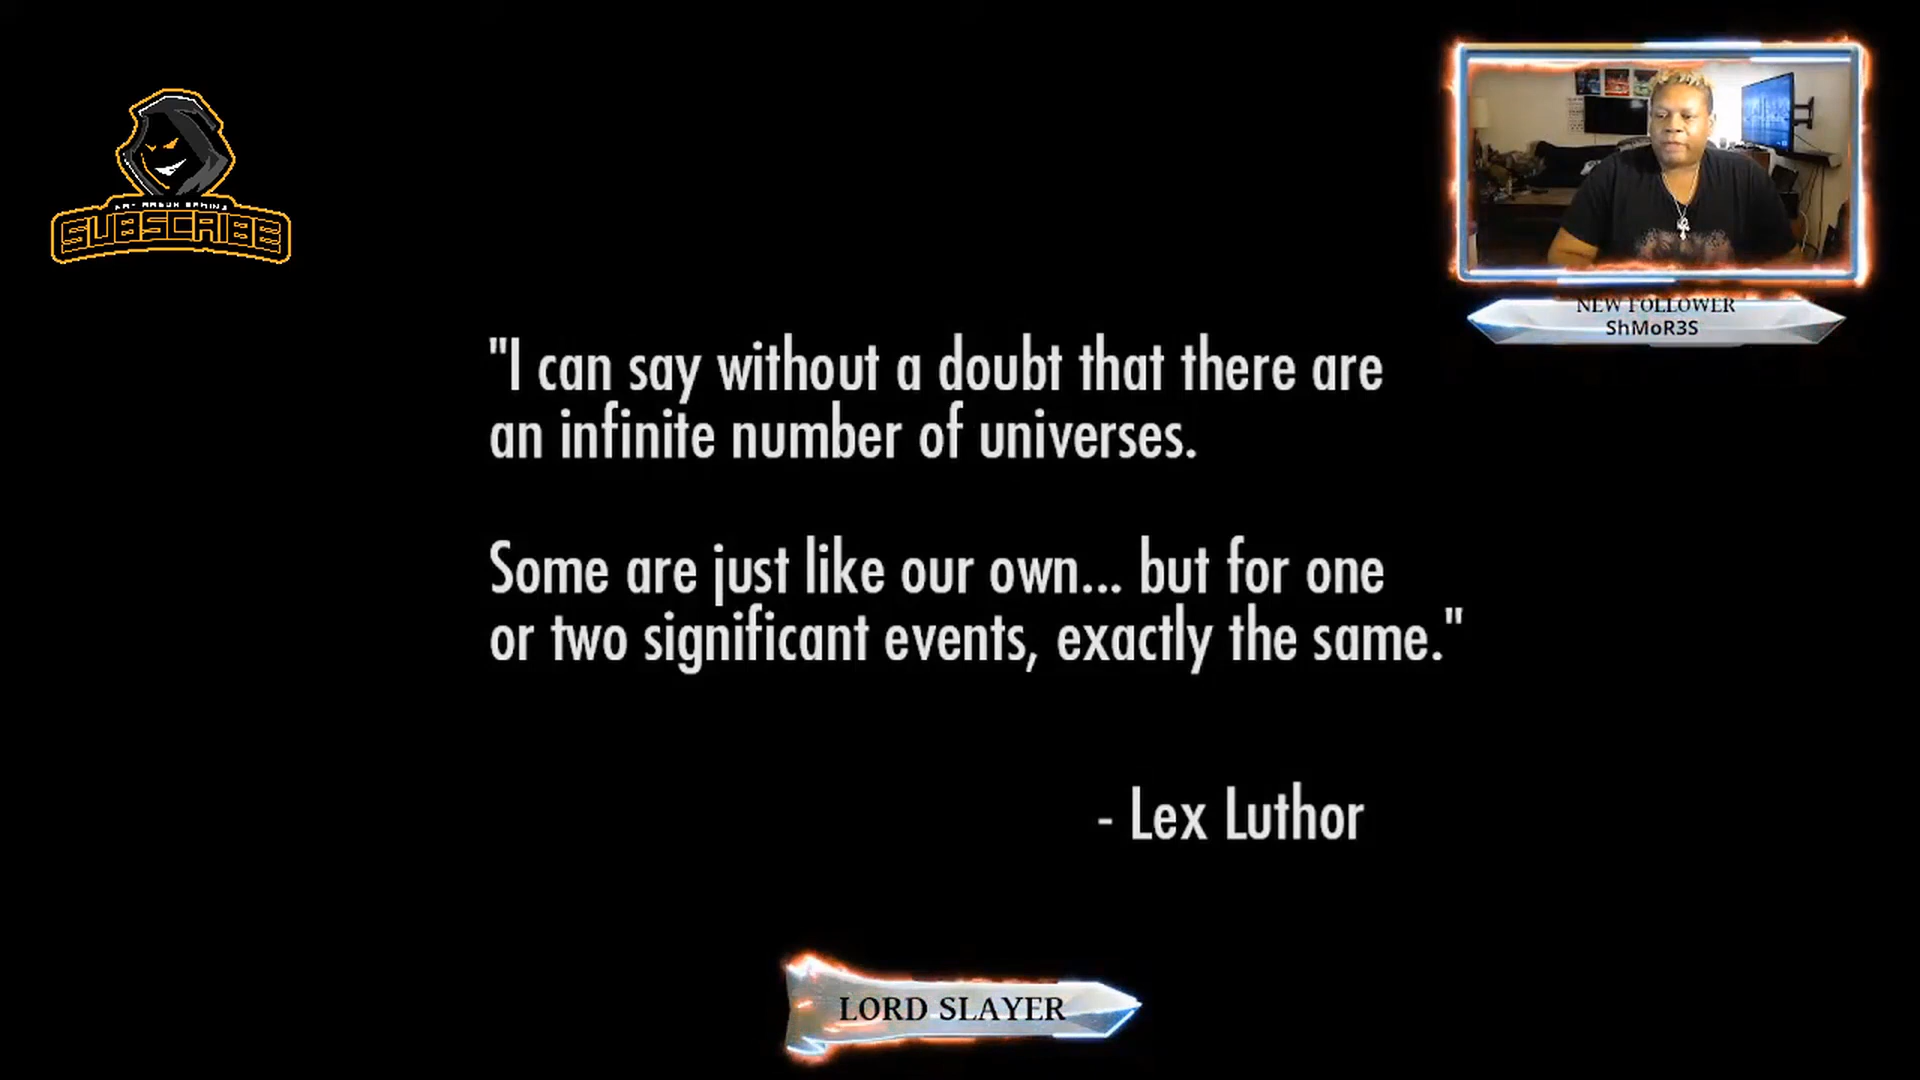 SUBSCRIBE
NEW FOLLOWER
ShMoR3S
"I can say without a doubt that there are
an infinite number of universes.
Some are just like our own... but for one
or two significant events, exactly the same."
- Lex Luthor
LORD SLAYER